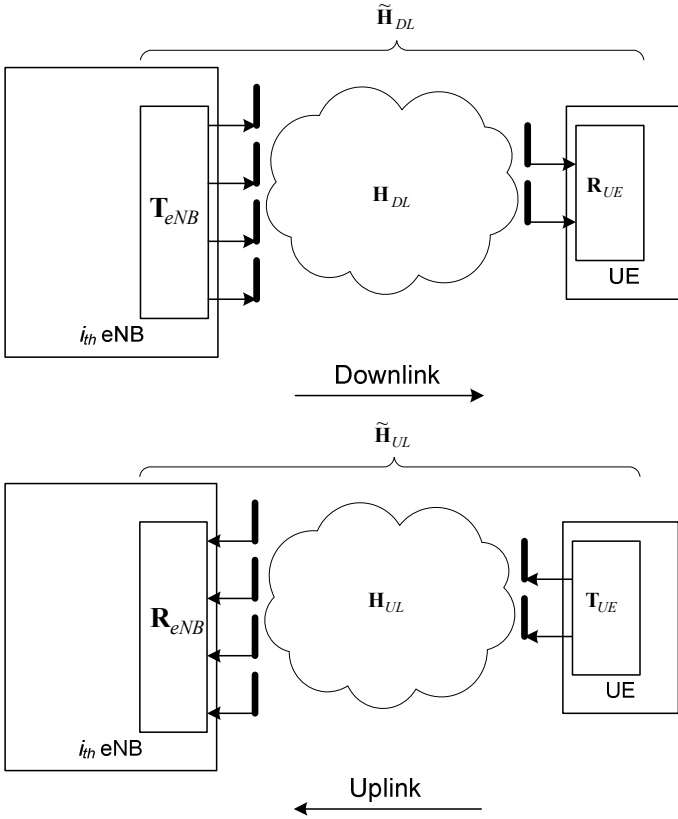 H̃_DL
T_eNB
H_DL
R_UE
UE
i_th eNB
Downlink
H̃_UL
R_eNB
H_UL
T_UE
UE
i_th eNB
Uplink